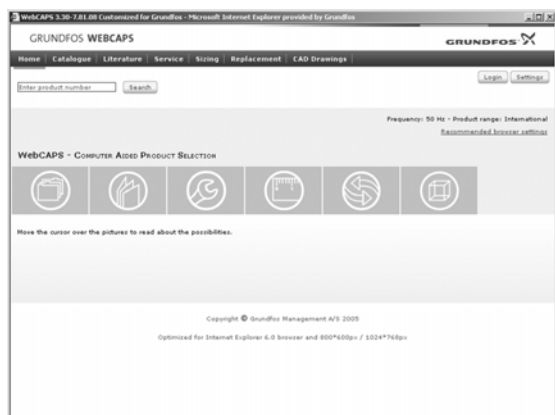 WebCAPS 3.30-7.01.08 Customized for Grundfos - Microsoft Internet Explorer provided by Grundfos
GRUNDFOS WEBCAPS
GRUNDFOS
Home Catalogue Literature Service Sizing Replacement CAD Drawings
Login Settings
Enter product number Search
Frequency: 50 Hz - Product range: International
Recommended browser settings
WebCAPS - Computer Aided Product Selection
Move the cursor over the pictures to read about the possibilities.
Copyright © Grundfos Management A/S 2005
Optimized for Internet Explorer 6.0 browser and 800*600px / 1024*768px